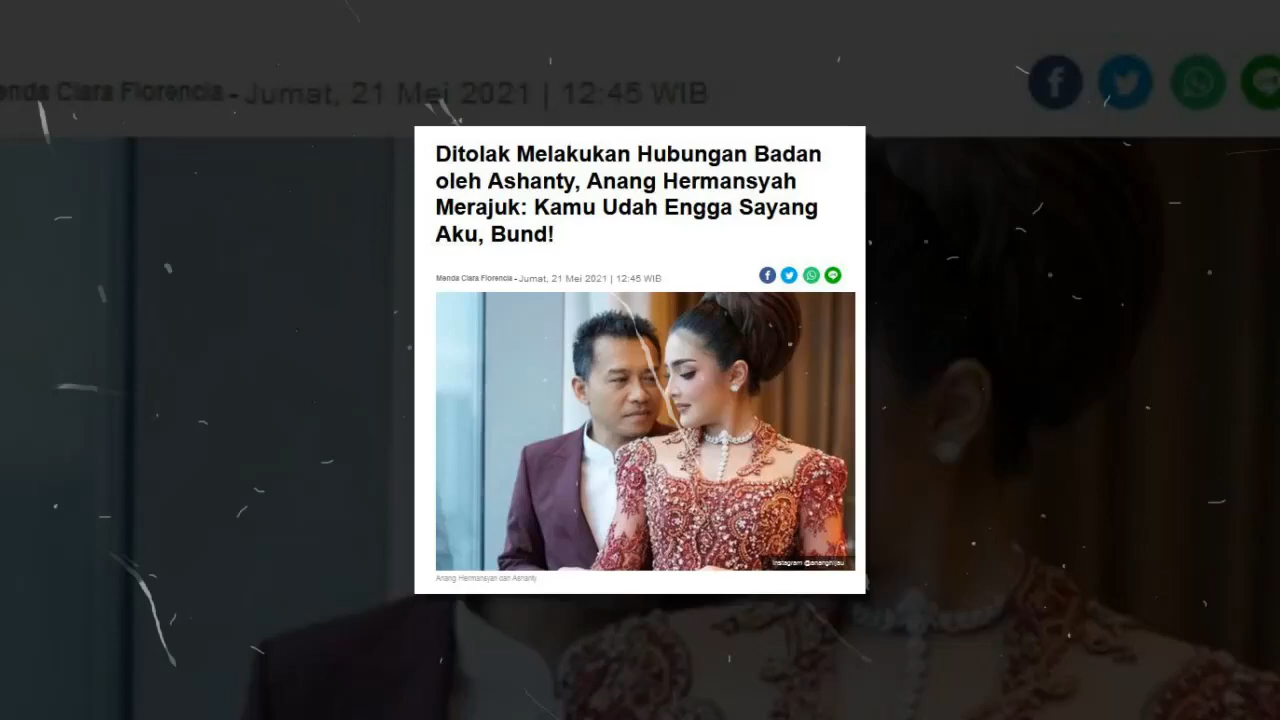 enda Clara Florencia - Jumat, 21 Mei 2021 | 12:45 WIB
Ditolak Melakukan Hubungan Badan
oleh Ashanty, Anang Hermansyah
Merajuk: Kamu Udah Engga Sayang
Aku, Bund!
Menda Clara Florencia - Jumat, 21 Mei 2021 | 12:45 WIB
Instagram @ananghijau
Anang Hermansyah dan Ashanty